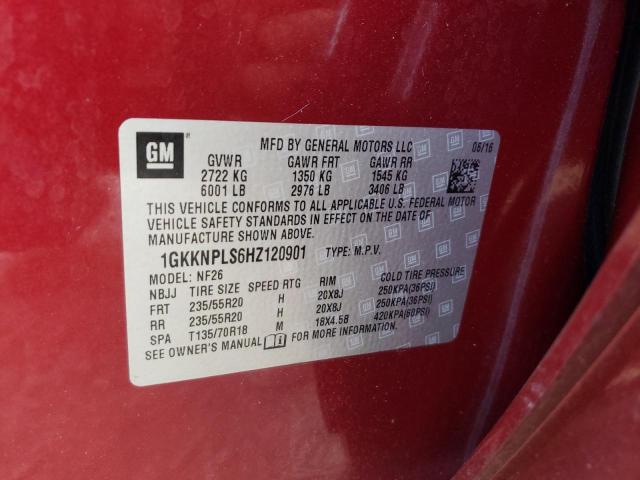 GM
MFD BY GENERAL MOTORS LLC 06/16
GVWR GAWR FRT GAWR RR
2722 KG 1350 KG 1545 KG
6001 LB 2976 LB 3406 LB
THIS VEHICLE CONFORMS TO ALL APPLICABLE U.S. FEDERAL MOTOR
VEHICLE SAFETY STANDARDS IN EFFECT ON THE DATE OF MANUFACTURE
SHOWN ABOVE.
1GKKNPLS6HZ120901 TYPE: M.P.V.
MODEL: NF26
NBJJ TIRE SIZE SPEED RTG RIM COLD TIRE PRESSURE
FRT 235/55R20 H 20X8J 250KPA(36PSI)
RR 235/55R20 H 20X8J 250KPA(36PSI)
SPA T135/70R18 M 18X4.5B 420KPA(60PSI)
SEE OWNER'S MANUAL FOR MORE INFORMATION.